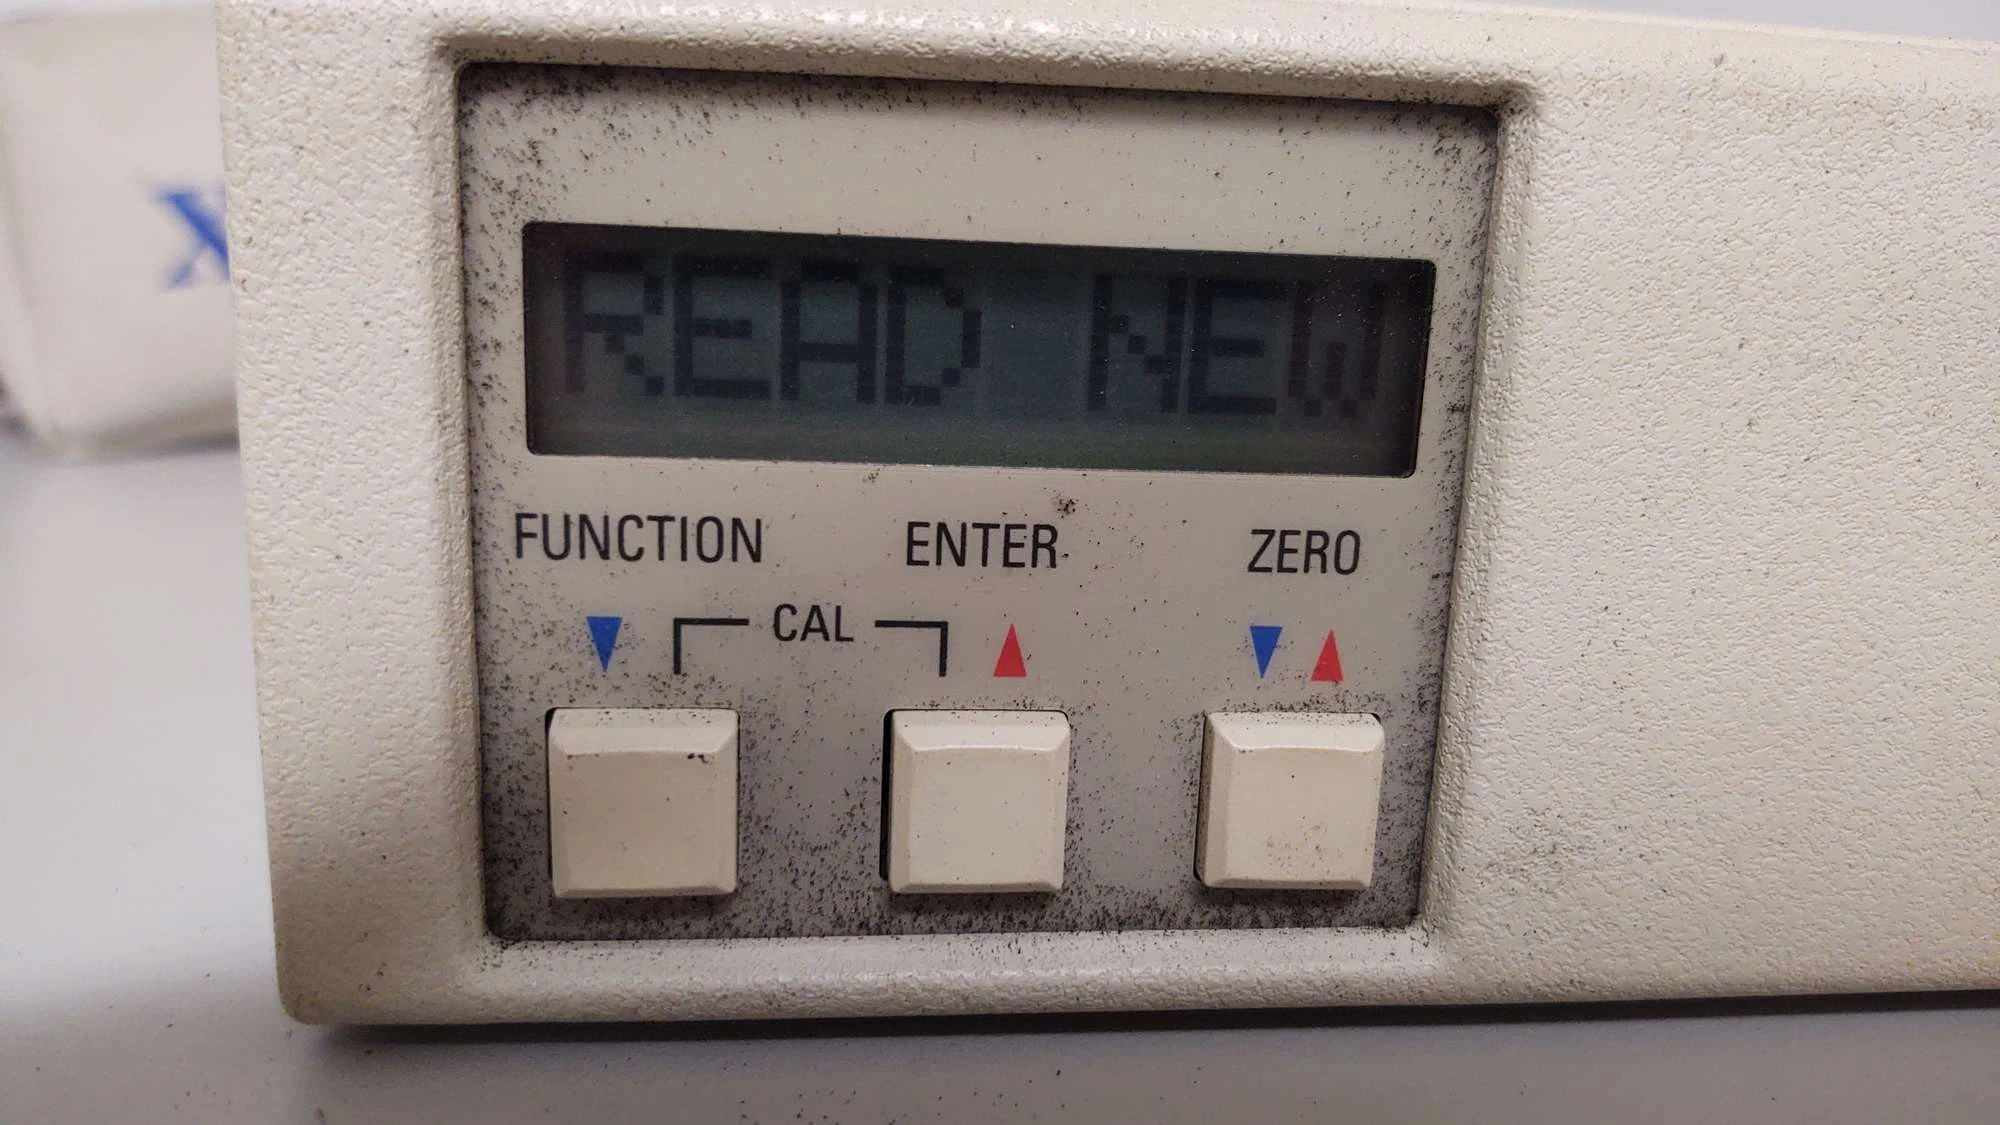 X
READ NEW
FUNCTION ENTER ZERO
CAL